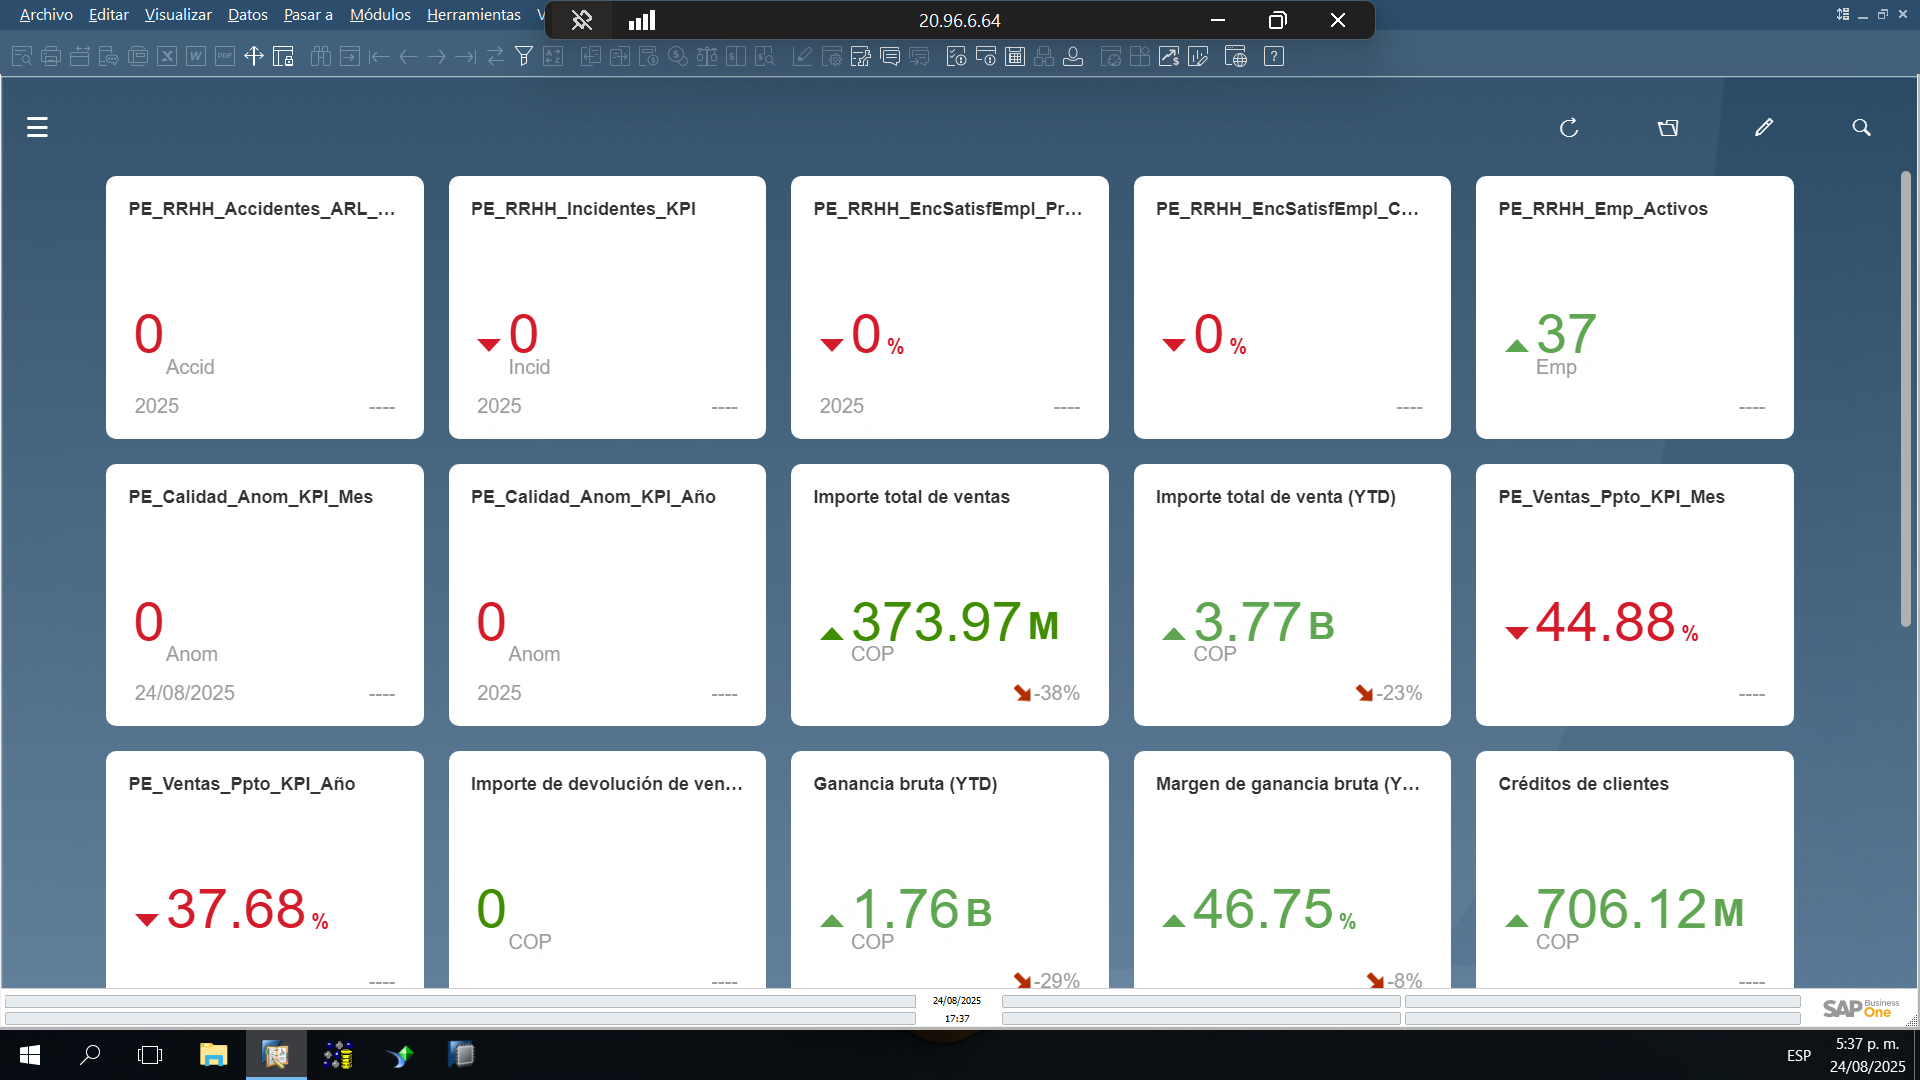 Archivo Editar Visualizar Datos Pasar a Módulos Herramientas V
20.96.6.64
PE_RRHH_Accidentes_ARL_...
0
Accid
2025 ----
PE_RRHH_Incidentes_KPI
0
Incid
2025 ----
PE_RRHH_EncSatisfEmpl_Pr...
0 %
2025 ----
PE_RRHH_EncSatisfEmpl_C...
0 %
----
PE_RRHH_Emp_Activos
37
Emp
----
PE_Calidad_Anom_KPI_Mes
0
Anom
24/08/2025 ----
PE_Calidad_Anom_KPI_Año
0
Anom
2025 ----
Importe total de ventas
373.97 M
COP
-38%
Importe total de venta (YTD)
3.77 B
COP
-23%
PE_Ventas_Ppto_KPI_Mes
44.88 %
----
PE_Ventas_Ppto_KPI_Año
37.68 %
----
Importe de devolución de ven...
0
COP
----
Ganancia bruta (YTD)
1.76 B
COP
-29%
Margen de ganancia bruta (Y...
46.75 %
-8%
Créditos de clientes
706.12 M
COP
----
24/08/2025
17:37
SAP Business One
ESP
5:37 p. m.
24/08/2025